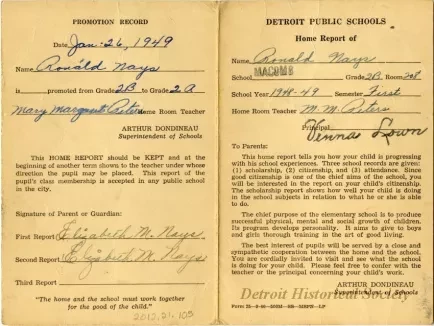 PROMOTION RECORD
Date Jan. 26, 1949
Name Ronald Nays
is promoted from Grade 2B to Grade 2A
Mary Margaret Peters Home Room Teacher
ARTHUR DONDINEAU
Superintendent of Schools
This HOME REPORT should be KEPT and at the
beginning of another term shown to the teacher under whose
direction the pupil may be placed. This report of the
pupil's class membership is accepted in any public school
in the city.
Signature of Parent or Guardian:
First Report Elizabeth M. Nays
Second Report Elizabeth M. Nays
Third Report
"The home and the school must work together
for the good of the child."
2013.21.105
DETROIT PUBLIC SCHOOLS
Home Report of
Name Ronald Nays
School MACOMB Grade 2B Room 208
School Year 1948-49 Semester First
Home Room Teacher M. M. Peters
Principal Venna Lown
To Parents:
This home report tells you how your child is progressing
with his school experiences. Three school records are given:
(1) scholarship, (2) citizenship, and (3) attendance. Since
good citizenship is one of the chief aims of the school, you
will be interested in the report on your child's citizenship.
The scholarship report shows how well your child is doing
in the school subjects in relation to what he or she is able
to do.
The chief purpose of the elementary school is to produce
successful physical, mental and social growth of children.
Its program develops personality. It aims to give to boys
and girls thorough training in the art of good living.
The best interest of pupils will be served by a close and
sympathetic cooperation between the home and the school.
You are cordially invited to visit and see what the school
is doing for your child. Please feel free to confer with the
teacher or the principal concerning your child's work.
ARTHUR DONDINEAU
Superintendent of Schools
Detroit Historical Society
Form